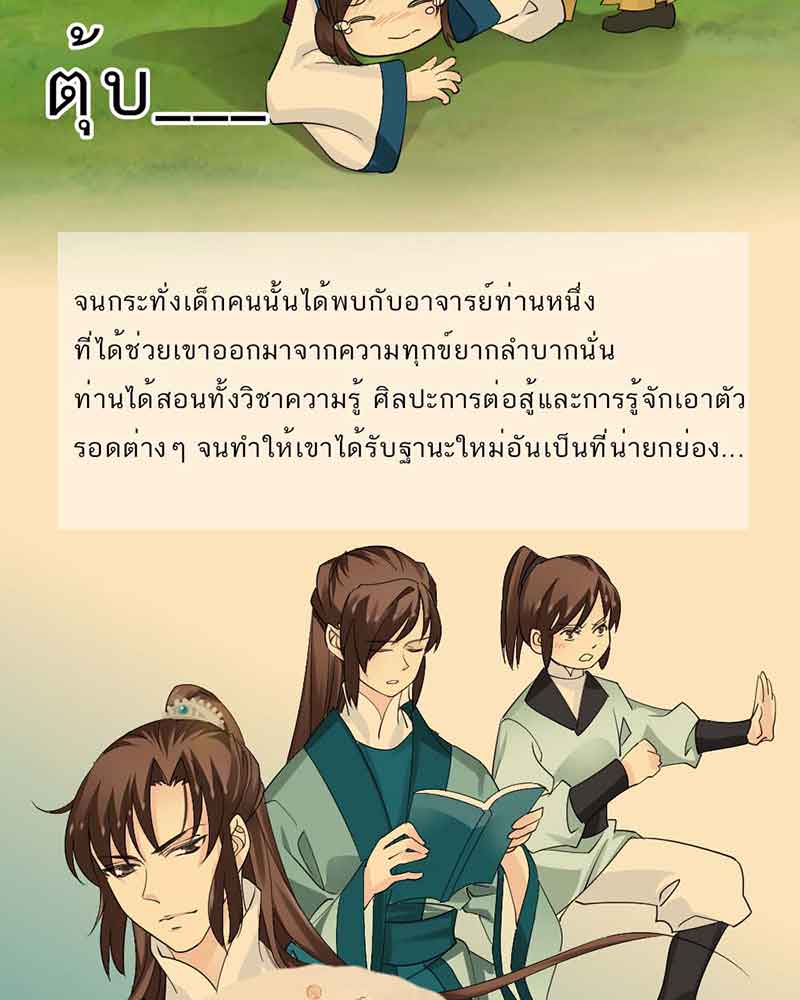 ตุ้บ___
จนกระทั่งเด็กคนนั้นได้พบกับอาจารย์ท่านหนึ่ง
ที่ได้ช่วยเขาออกมาจากความทุกข์ยากลำบากนั่น
ท่านได้สอนทั้งวิชาความรู้ ศิลปะการต่อสู้และการรู้จักเอาตัว
รอดต่างๆ จนทำให้เขาได้รับฐานะใหม่อันเป็นที่น่ายกย่อง...